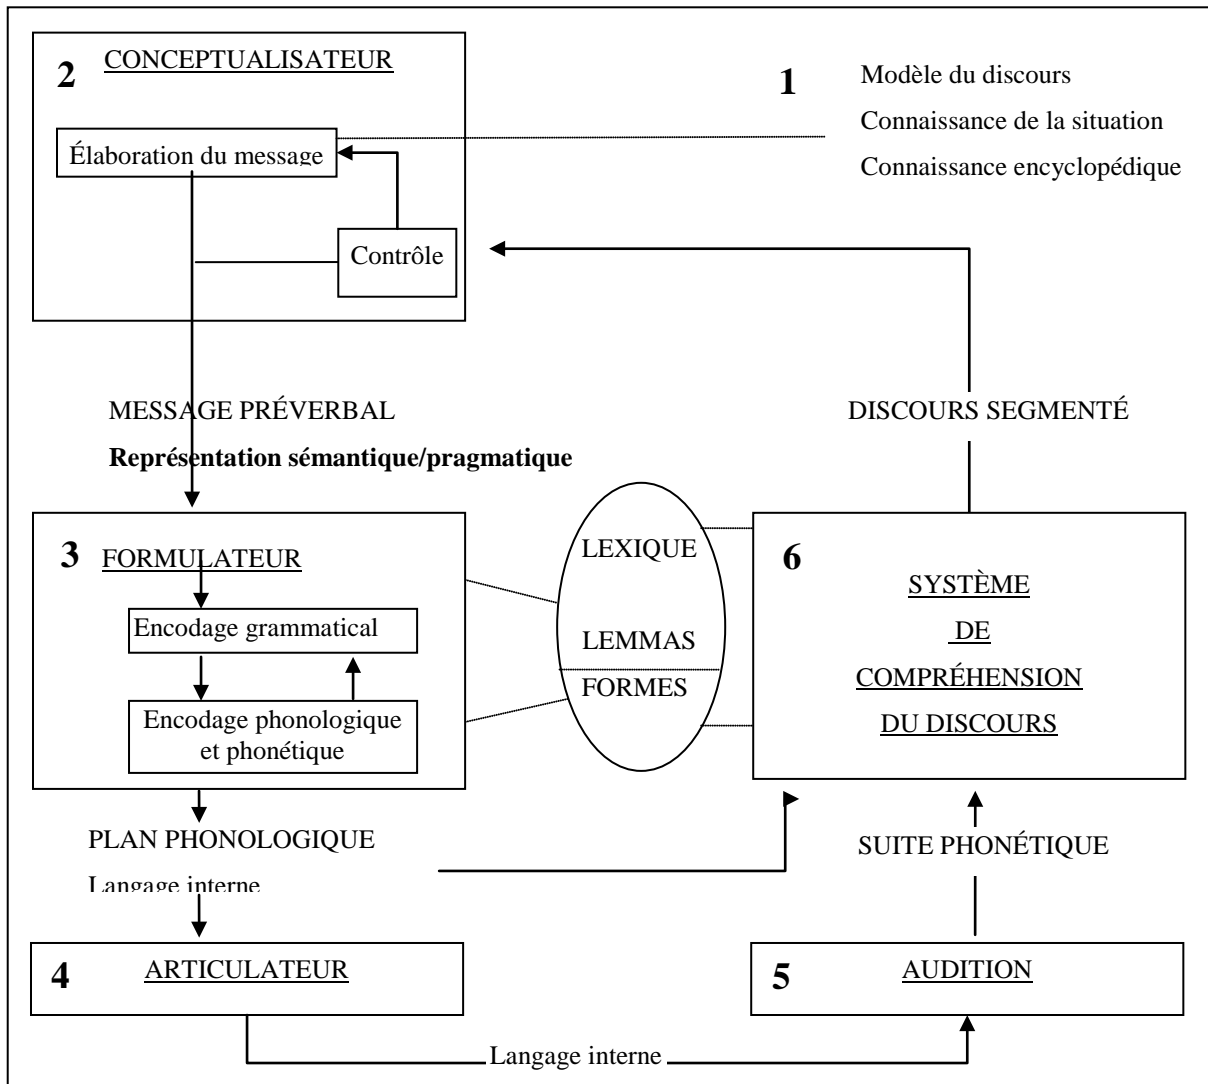 2 CONCEPTUALISATEUR
Élaboration du message
Contrôle
1 Modèle du discours
Connaissance de la situation
Connaissance encyclopédique
MESSAGE PRÉVERBAL
Représentation sémantique/pragmatique
DISCOURS SEGMENTÉ
3 FORMULATEUR
Encodage grammatical
Encodage phonologique
et phonétique
LEXIQUE
LEMMAS
FORMES
6
SYSTÈME
DE
COMPRÉHENSION
DU DISCOURS
PLAN PHONOLOGIQUE
Langage interne
SUITE PHONÉTIQUE
4 ARTICULATEUR
5 AUDITION
Langage interne